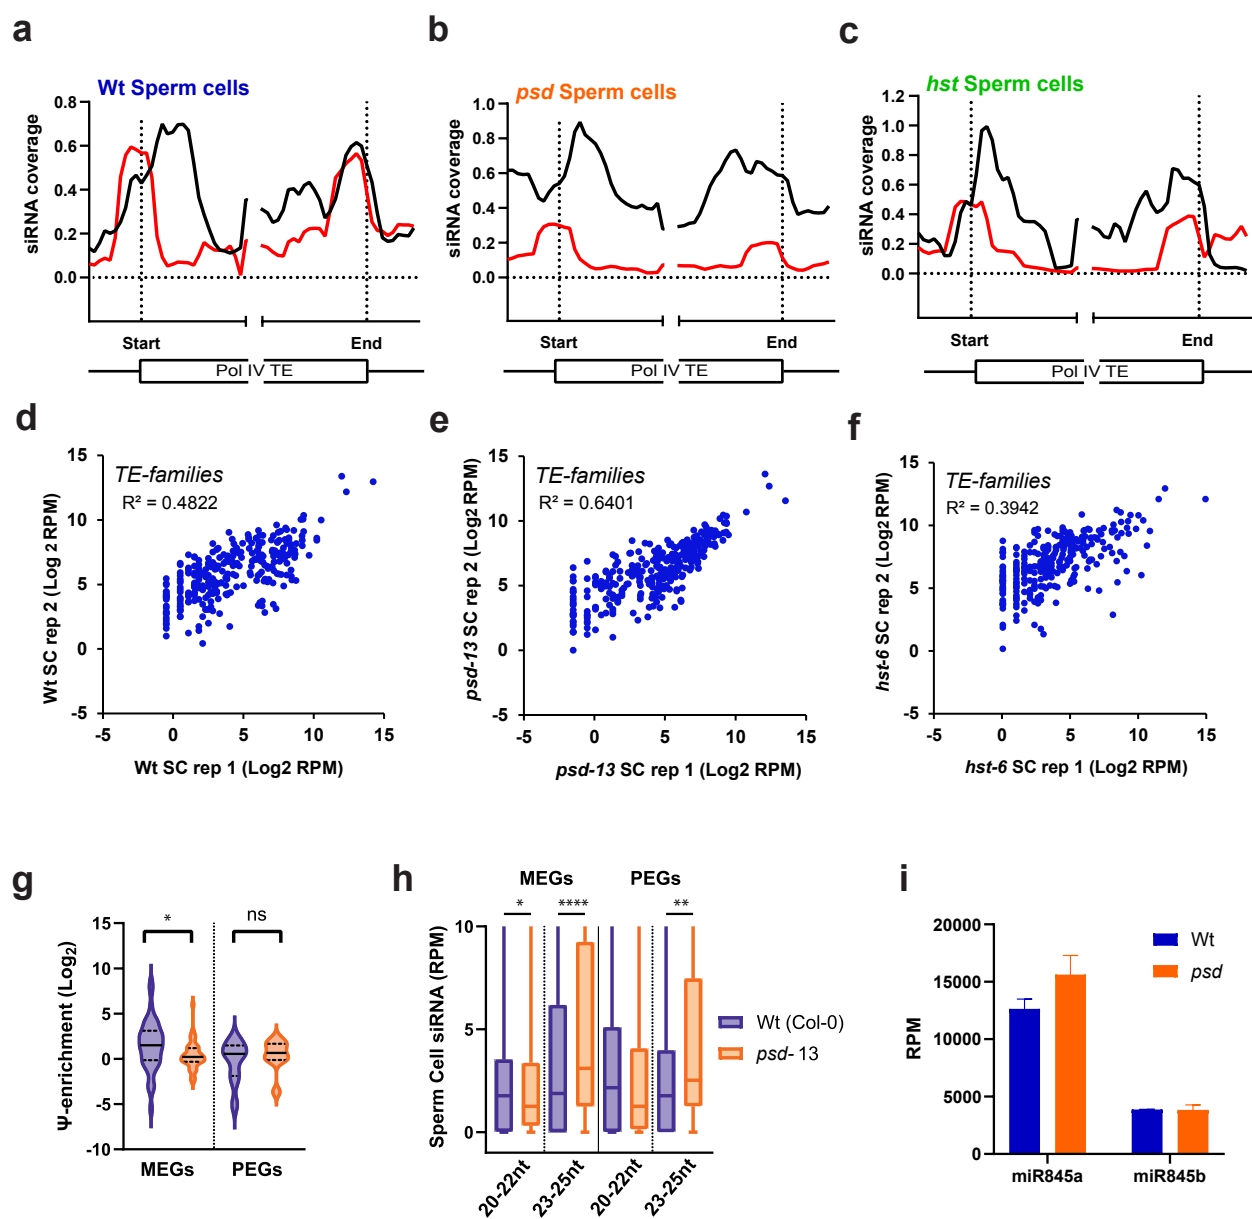 a
Wt Sperm cells
siRNA coverage
0.8
0.6
0.4
0.2
0.0
Start
End
Pol IV TE
b
psd Sperm cells
siRNA coverage
1.0
0.8
0.6
0.4
0.2
0.0
Start
End
Pol IV TE
c
hst Sperm cells
siRNA coverage
1.2
1.0
0.8
0.6
0.4
0.2
0.0
Start
End
Pol IV TE
d
TE-families
R² = 0.4822
Wt SC rep 2 (Log 2 RPM)
15
10
5
0
-5
-5 0 5 10 15
Wt SC rep 1 (Log2 RPM)
e
TE-families
R² = 0.6401
psd-13 SC rep 2 (Log2 RPM)
15
10
5
0
-5
-5 0 5 10 15
psd-13 SC rep 1 (Log2 RPM)
f
TE-families
R² = 0.3942
hst-6 SC rep 2 (Log2 RPM)
15
10
5
0
-5
-5 0 5 10 15
hst-6 SC rep 1 (Log2 RPM)
g
Ψ-enrichment (Log2)
15
10
5
0
-5
-10
*
ns
MEGs
PEGs
h
MEGs
PEGs
*
****
**
Sperm Cell siRNA (RPM)
10
5
0
20-22nt
23-25nt
20-22nt
23-25nt
Wt (Col-0)
psd-13
i
RPM
20000
15000
10000
5000
0
Wt
psd
miR845a
miR845b